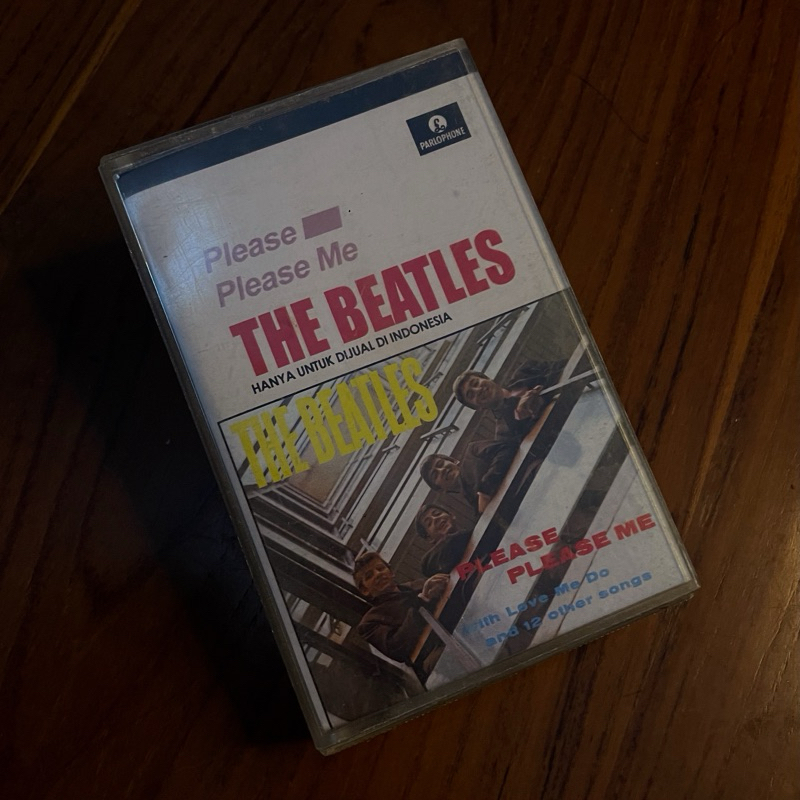 PARLOPHONE
Please
Please Me
THE BEATLES
HANYA UNTUK DIJUAL DI INDONESIA
THE BEATLES
PLEASE
PLEASE ME
with Love Me Do
and 12 other songs